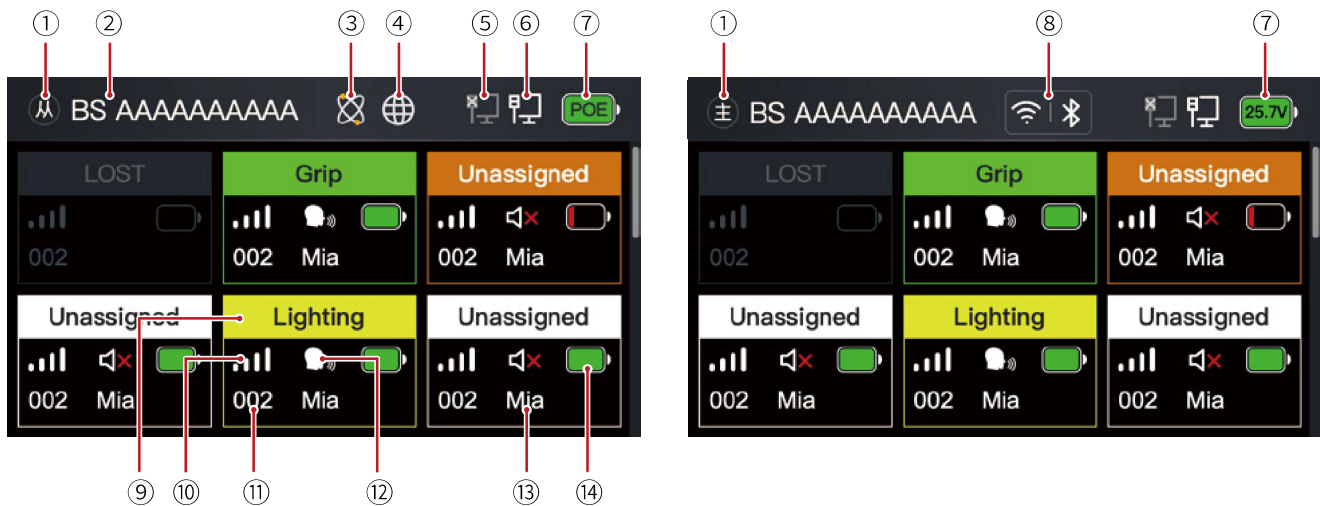 ① ② ③ ④ ⑤ ⑥ ⑦ ① ⑧ ⑦
从 BS AAAAAAAAAA POE
主 BS AAAAAAAAAA 25.7V
LOST Grip Unassigned
002 002 Mia 002 Mia
Unassigned Lighting Unassigned
002 Mia 002 Mia 002 Mia
LOST Grip Unassigned
002 002 Mia 002 Mia
Unassigned Lighting Unassigned
002 Mia 002 Mia 002 Mia
⑨ ⑩ ⑪ ⑫ ⑬ ⑭